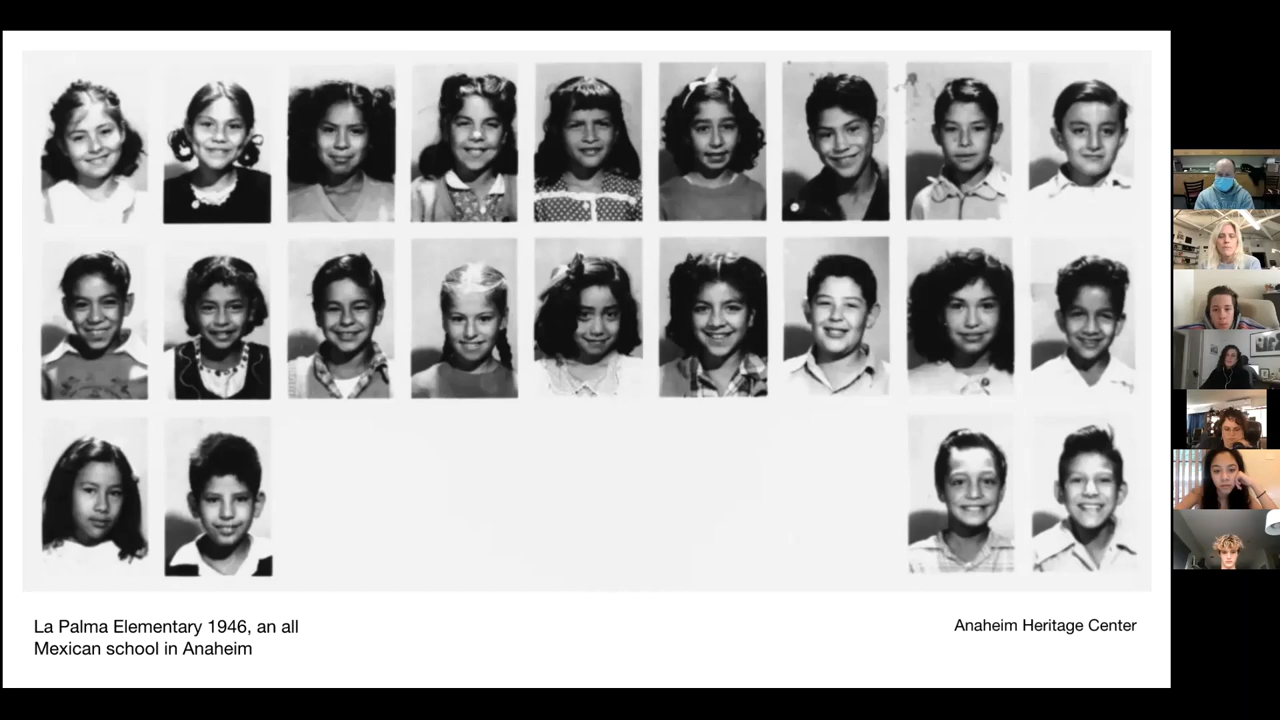 La Palma Elementary 1946, an all
Mexican school in Anaheim
Anaheim Heritage Center